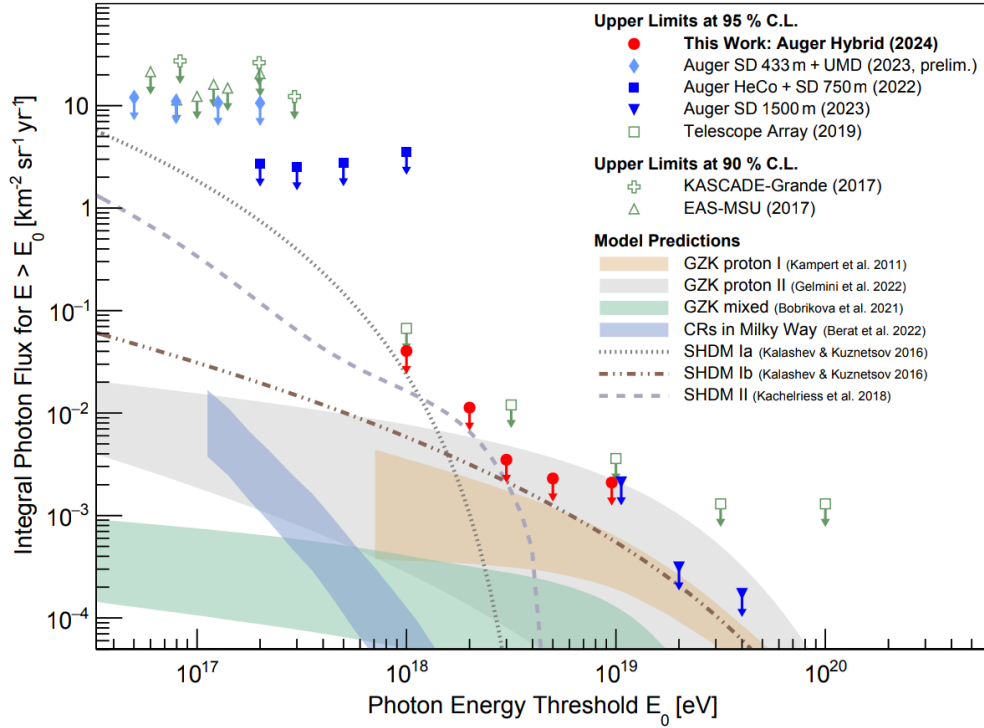 Integral Photon Flux for E > E₀ [km⁻² sr⁻¹ yr⁻¹]
10
1
10⁻¹
10⁻²
10⁻³
10⁻⁴
Upper Limits at 95 % C.L.
This Work: Auger Hybrid (2024)
Auger SD 433 m + UMD (2023, prelim.)
Auger HeCo + SD 750 m (2022)
Auger SD 1500 m (2023)
Telescope Array (2019)
Upper Limits at 90 % C.L.
KASCADE-Grande (2017)
EAS-MSU (2017)
Model Predictions
GZK proton I (Kampert et al. 2011)
GZK proton II (Gelmini et al. 2022)
GZK mixed (Bobrikova et al. 2021)
CRs in Milky Way (Berat et al. 2022)
SHDM Ia (Kalashev & Kuznetsov 2016)
SHDM Ib (Kalashev & Kuznetsov 2016)
SHDM II (Kachelriess et al. 2018)
10¹⁷ 10¹⁸ 10¹⁹ 10²⁰
Photon Energy Threshold E₀ [eV]